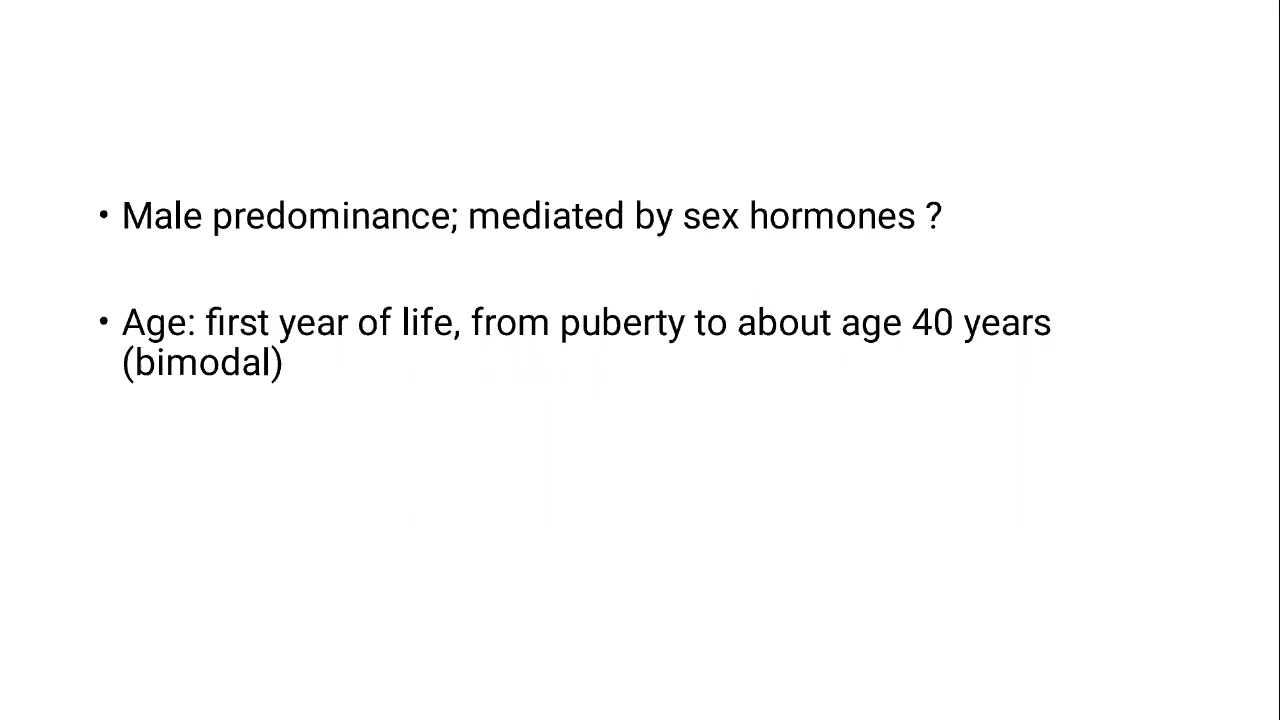 • Male predominance; mediated by sex hormones ?
• Age: first year of life, from puberty to about age 40 years
(bimodal)